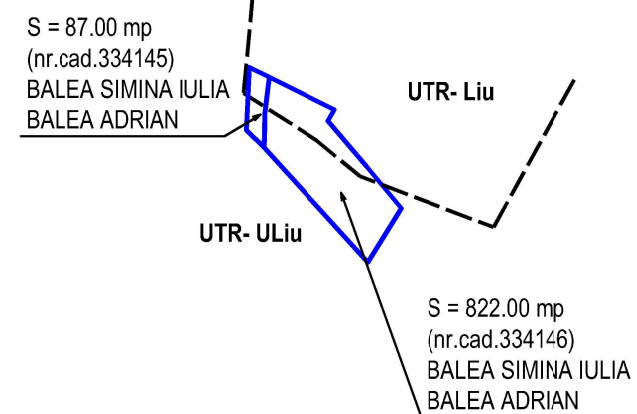 S = 87.00 mp
(nr.cad.334145)
BALEA SIMINA IULIA
BALEA ADRIAN
UTR- Liu
UTR- ULiu
S = 822.00 mp
(nr.cad.334146)
BALEA SIMINA IULIA
BALEA ADRIAN